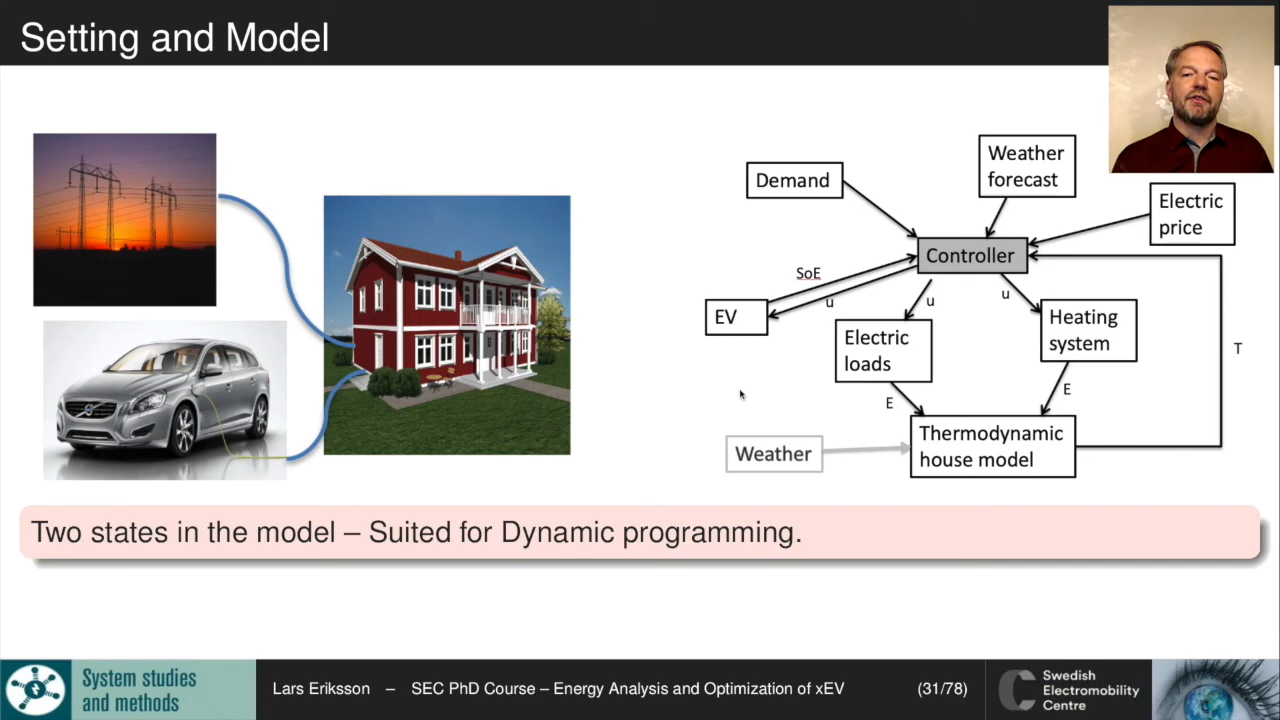 Setting and Model
Demand
Weather
forecast
Electric
price
Controller
SoE
u
u
u
EV
Electric
loads
Heating
system
T
E
E
Weather
Thermodynamic
house model
Two states in the model – Suited for Dynamic programming.
System studies
and methods
Lars Eriksson – SEC PhD Course – Energy Analysis and Optimization of xEV
(31/78)
Swedish
Electromobility
Centre